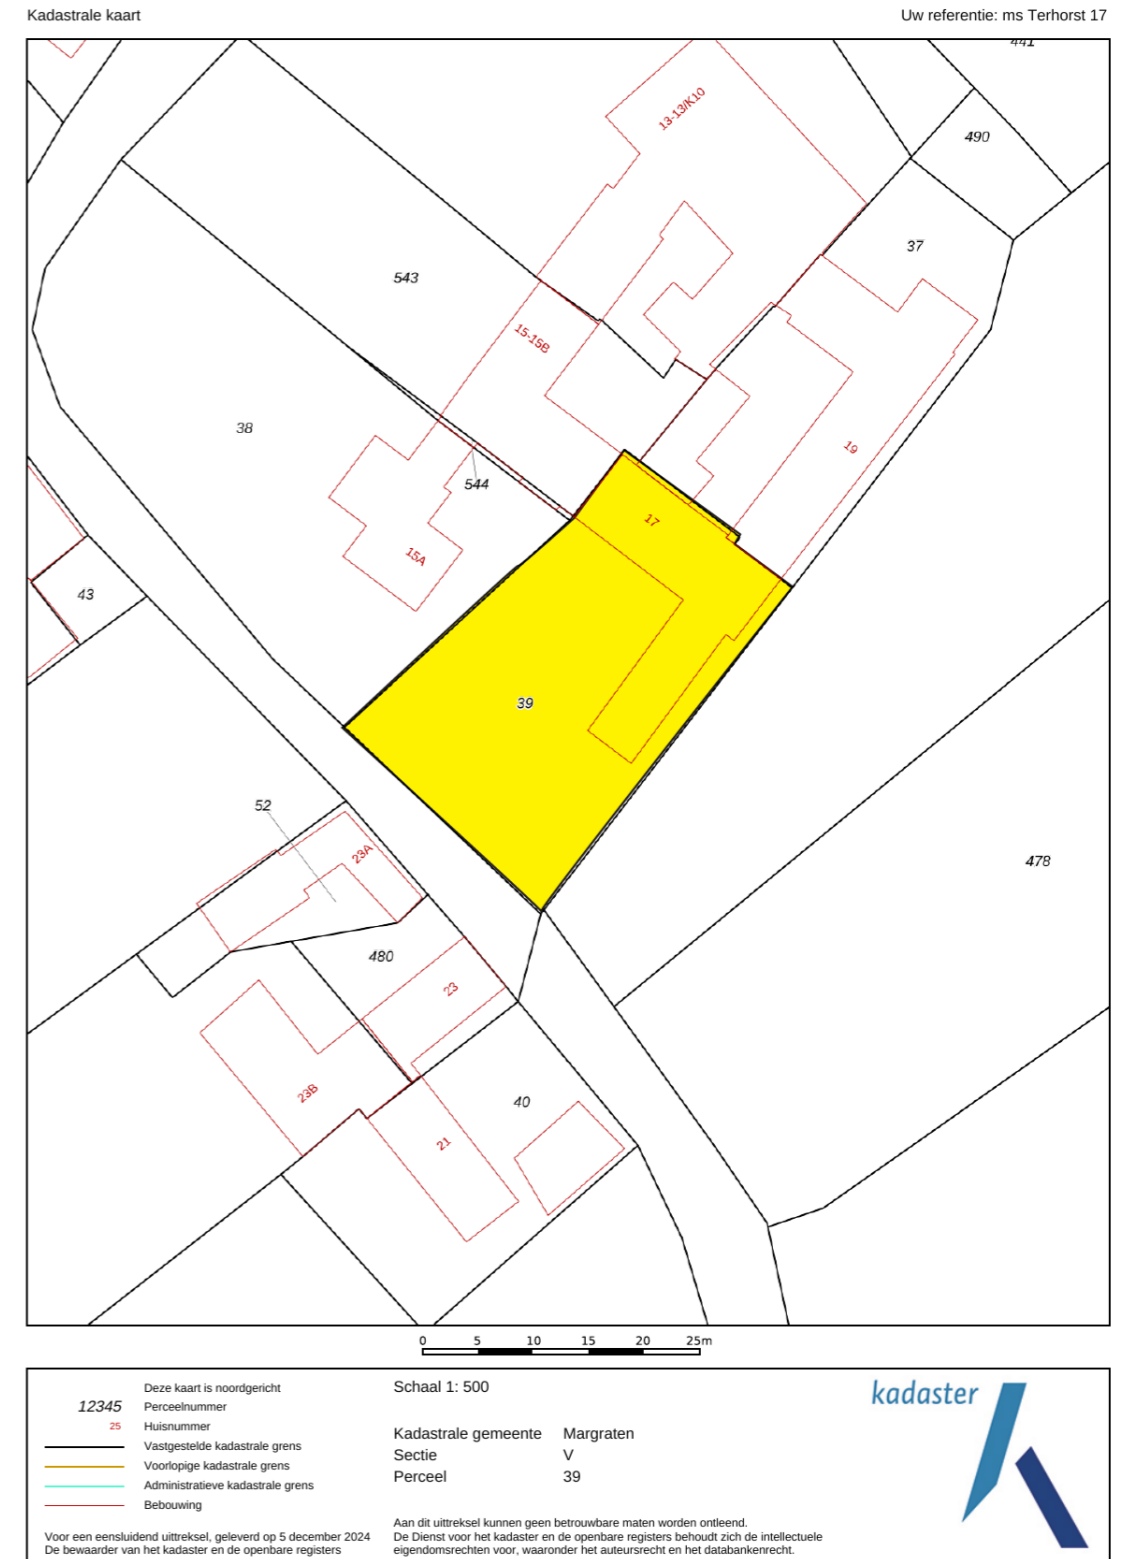 Kadastrale kaart
Uw referentie: ms Terhorst 17
441
13-13/K10
490
37
543
15-15B
38
19
544
17
15A
43
39
52
23A
478
480
23
23B
40
21
0 5 10 15 20 25m
Deze kaart is noordgericht
12345 Perceelnummer
25 Huisnummer
Vastgestelde kadastrale grens
Voorlopige kadastrale grens
Administratieve kadastrale grens
Bebouwing
Voor een eensluidend uittreksel, geleverd op 5 december 2024
De bewaarder van het kadaster en de openbare registers
Schaal 1: 500
Kadastrale gemeente Margraten
Sectie V
Perceel 39
Aan dit uittreksel kunnen geen betrouwbare maten worden ontleend.
De Dienst voor het kadaster en de openbare registers behoudt zich de intellectuele
eigendomsrechten voor, waaronder het auteursrecht en het databankenrecht.
kadaster